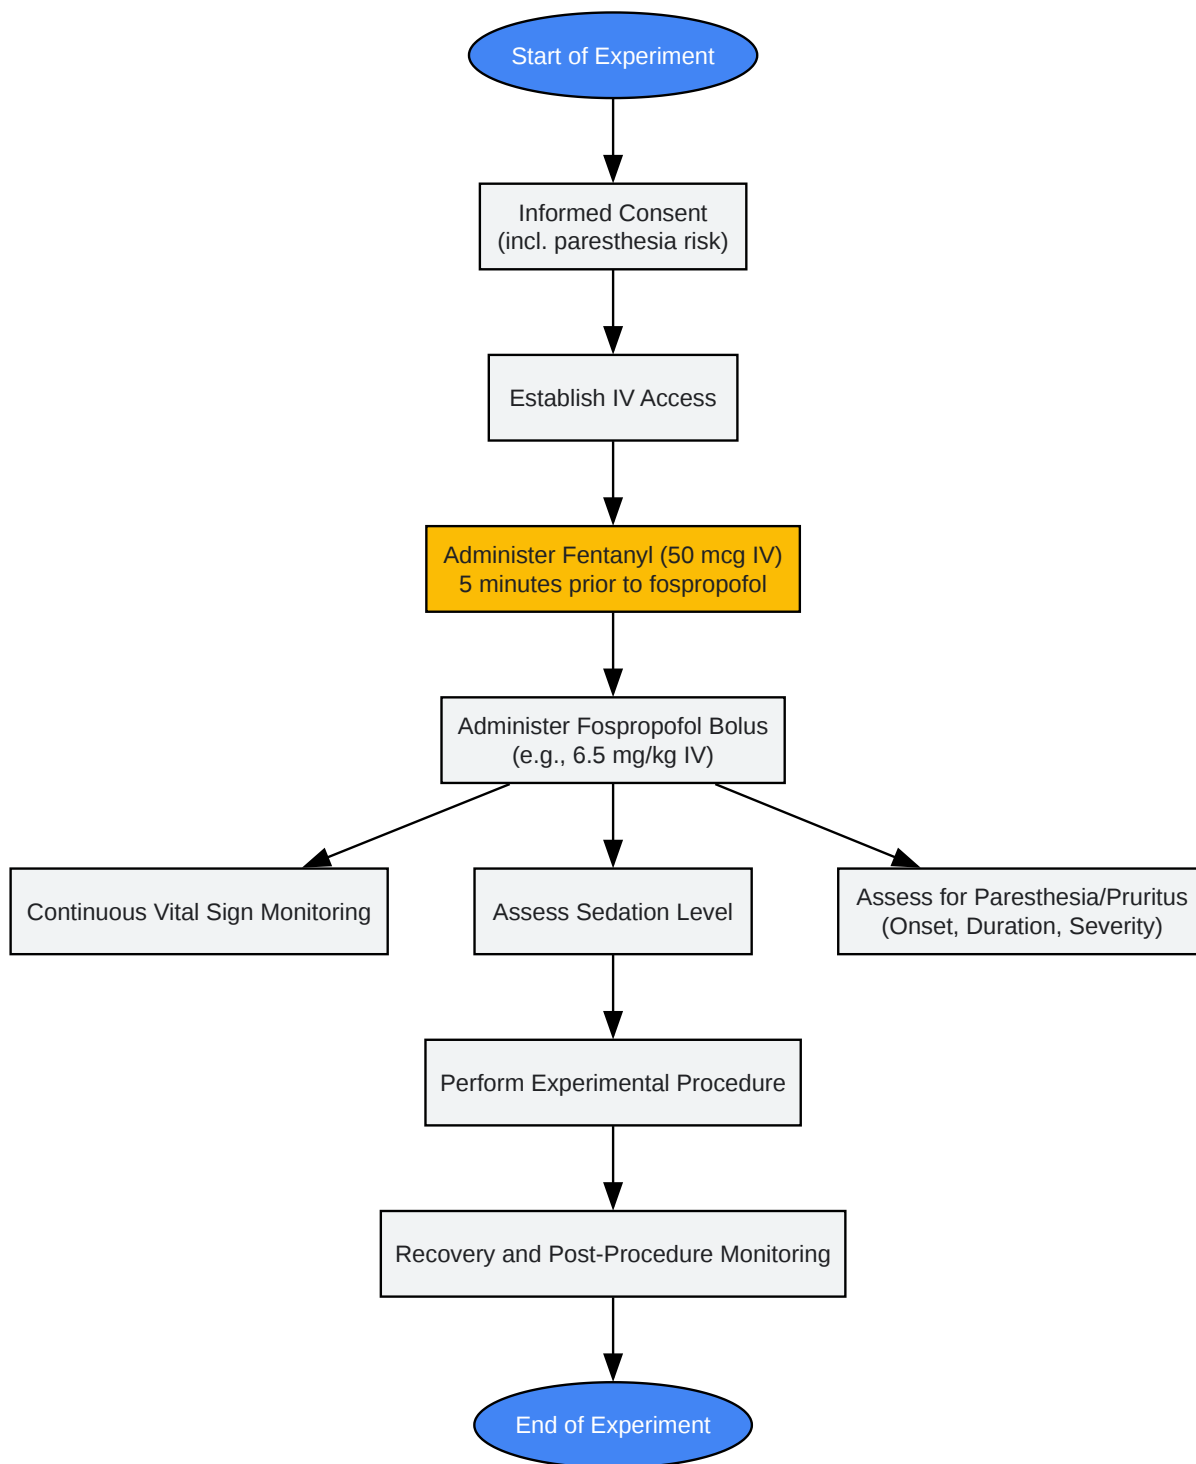 Start of Experiment
Informed Consent
(incl. paresthesia risk)
Establish IV Access
Administer Fentanyl (50 mcg IV)
5 minutes prior to fospropofol
Administer Fospropofol Bolus
(e.g., 6.5 mg/kg IV)
Continuous Vital Sign Monitoring
Assess Sedation Level
Assess for Paresthesia/Pruritus
(Onset, Duration, Severity)
Perform Experimental Procedure
Recovery and Post-Procedure Monitoring
End of Experiment